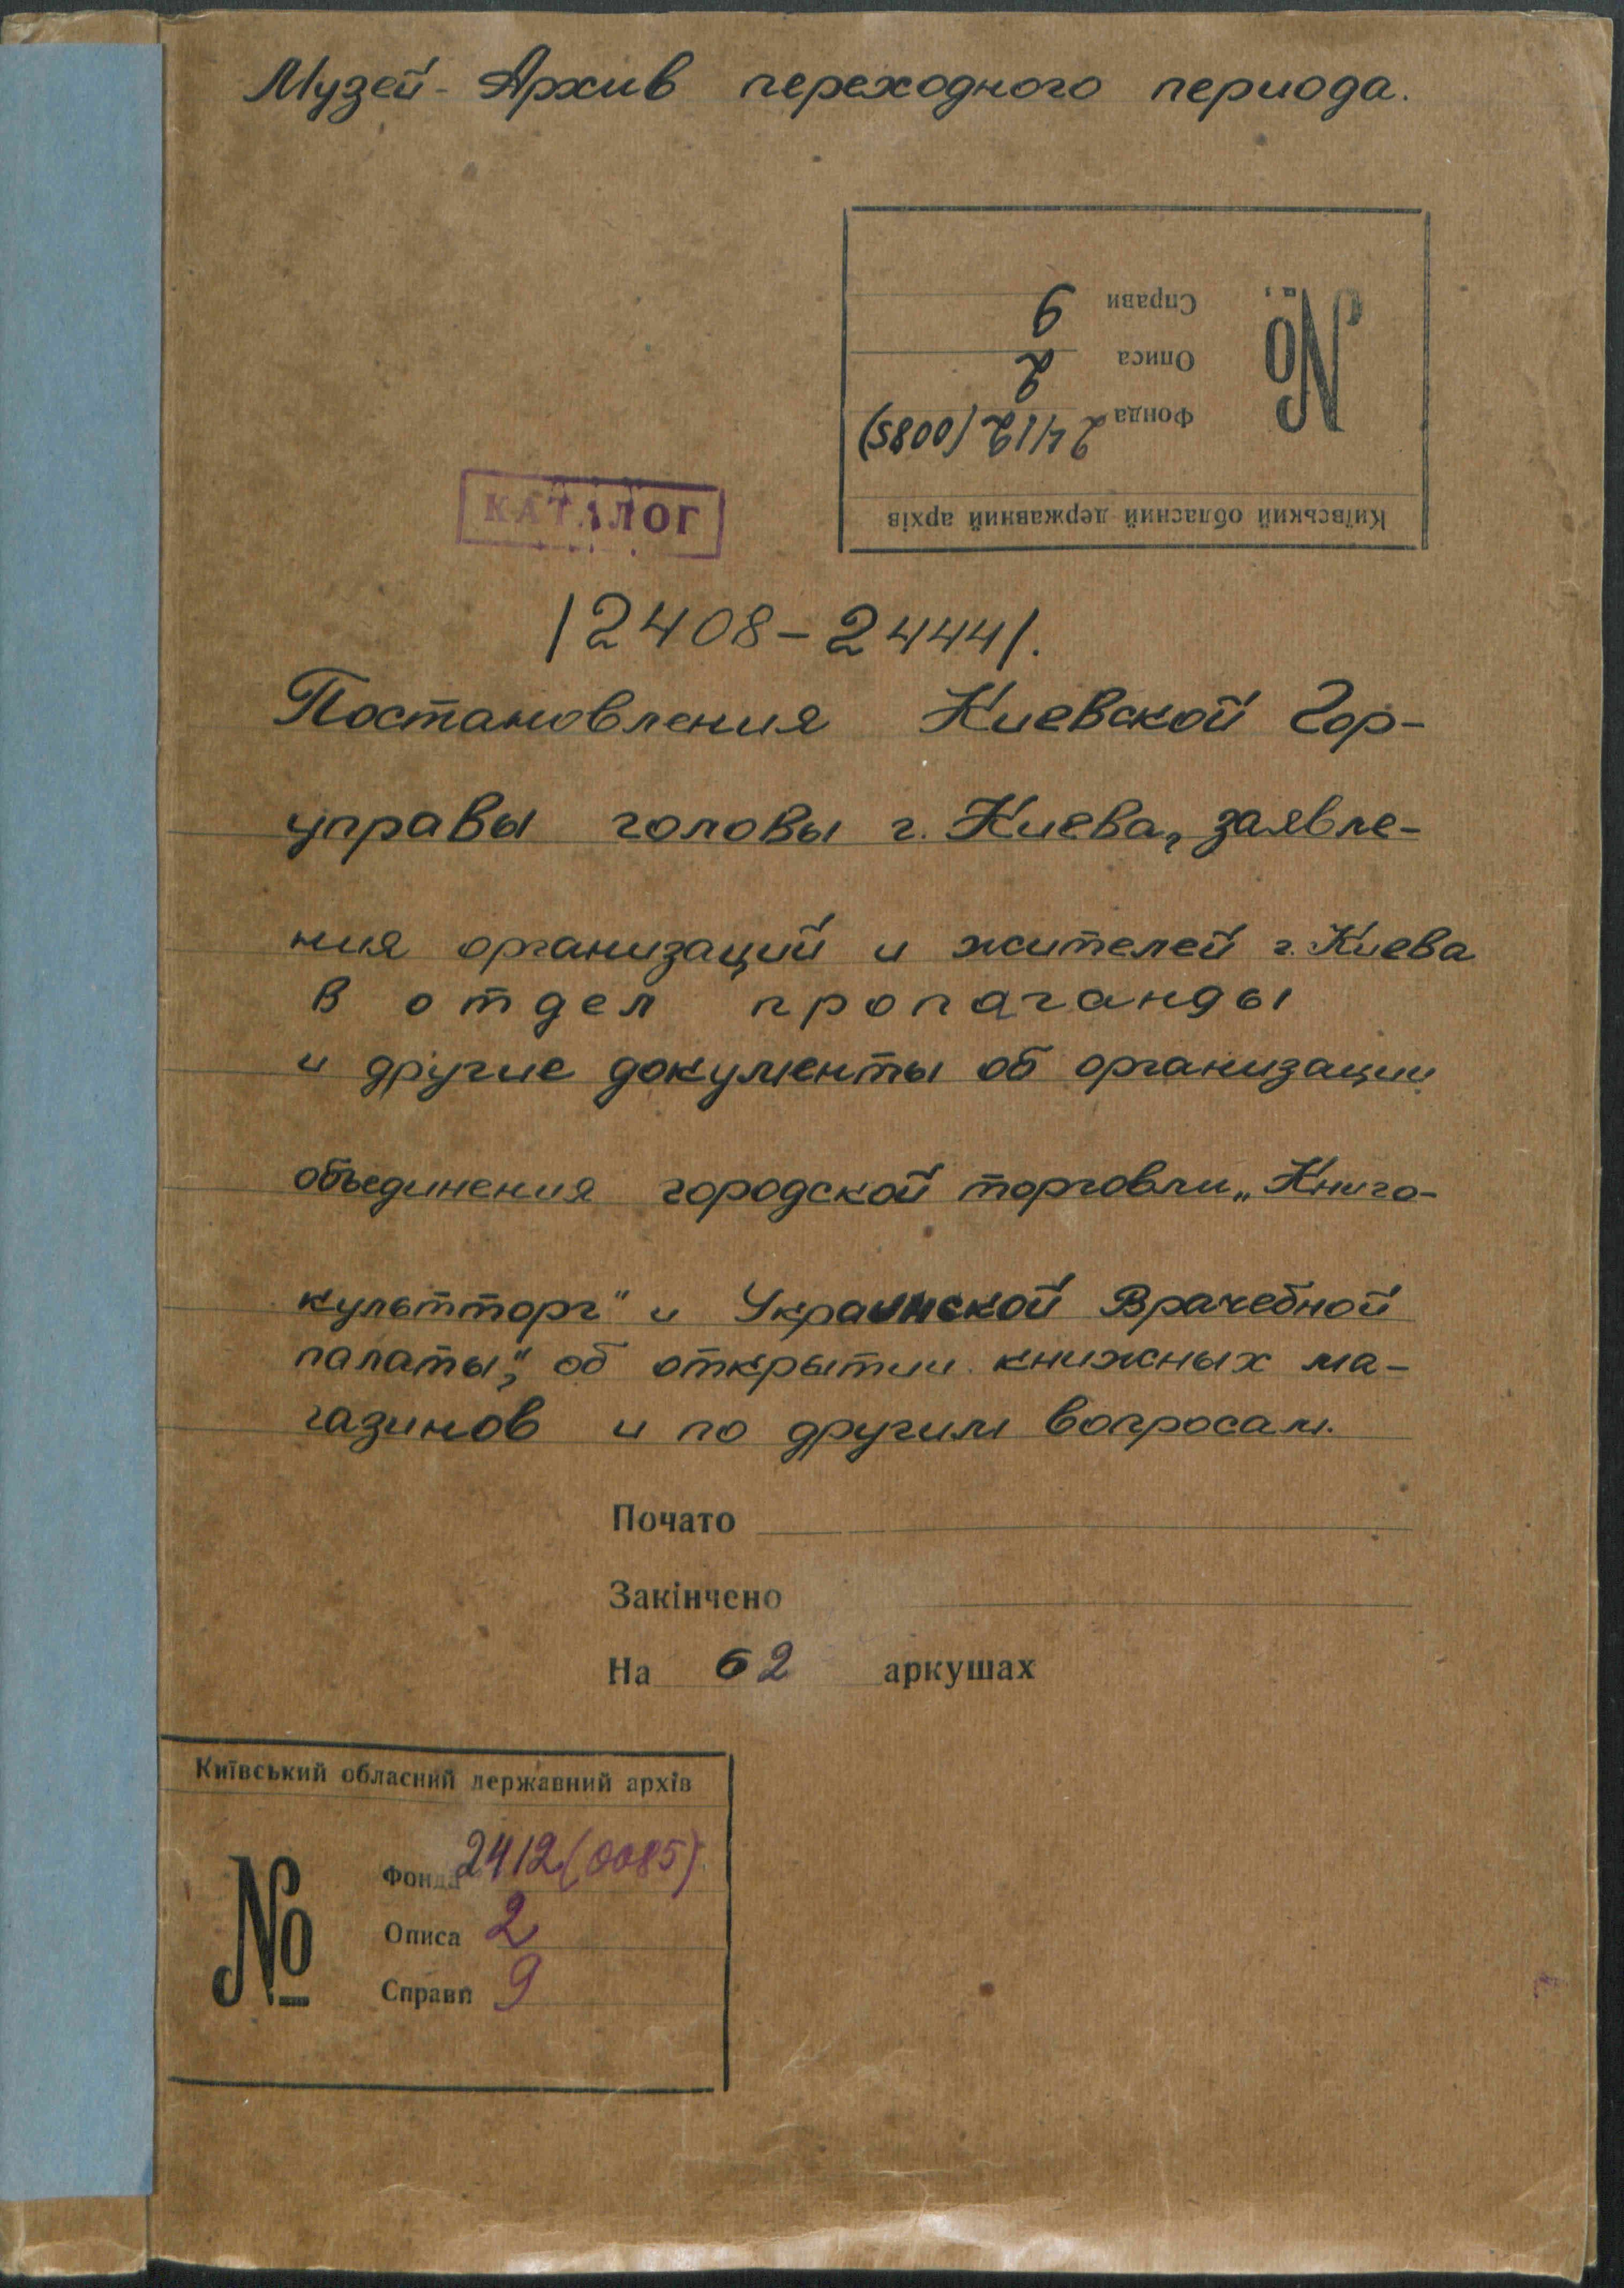 Музей-Архив переходного периода.
Київський обласний державний архів
№
Фонда 2412 (0085)
Описа 2
Справи 9
КАТАЛОГ
/2408-2444/.
Постановления Киевской Гор-
управы головы г. Киева, заявле-
ния организаций и жителей г. Киева
в отдел пропаганды
и другие документы об организации
объединения городской торговли „Книго-
культторг" и Украинской Врачебной
палаты", об открытии книжных ма-
газинов и по другим вопросам.
Почато
Закінчено
На 62 аркушах
Київський обласний державний архів
№
Фонда 2412 (0085)
Описа 2
Справи 9